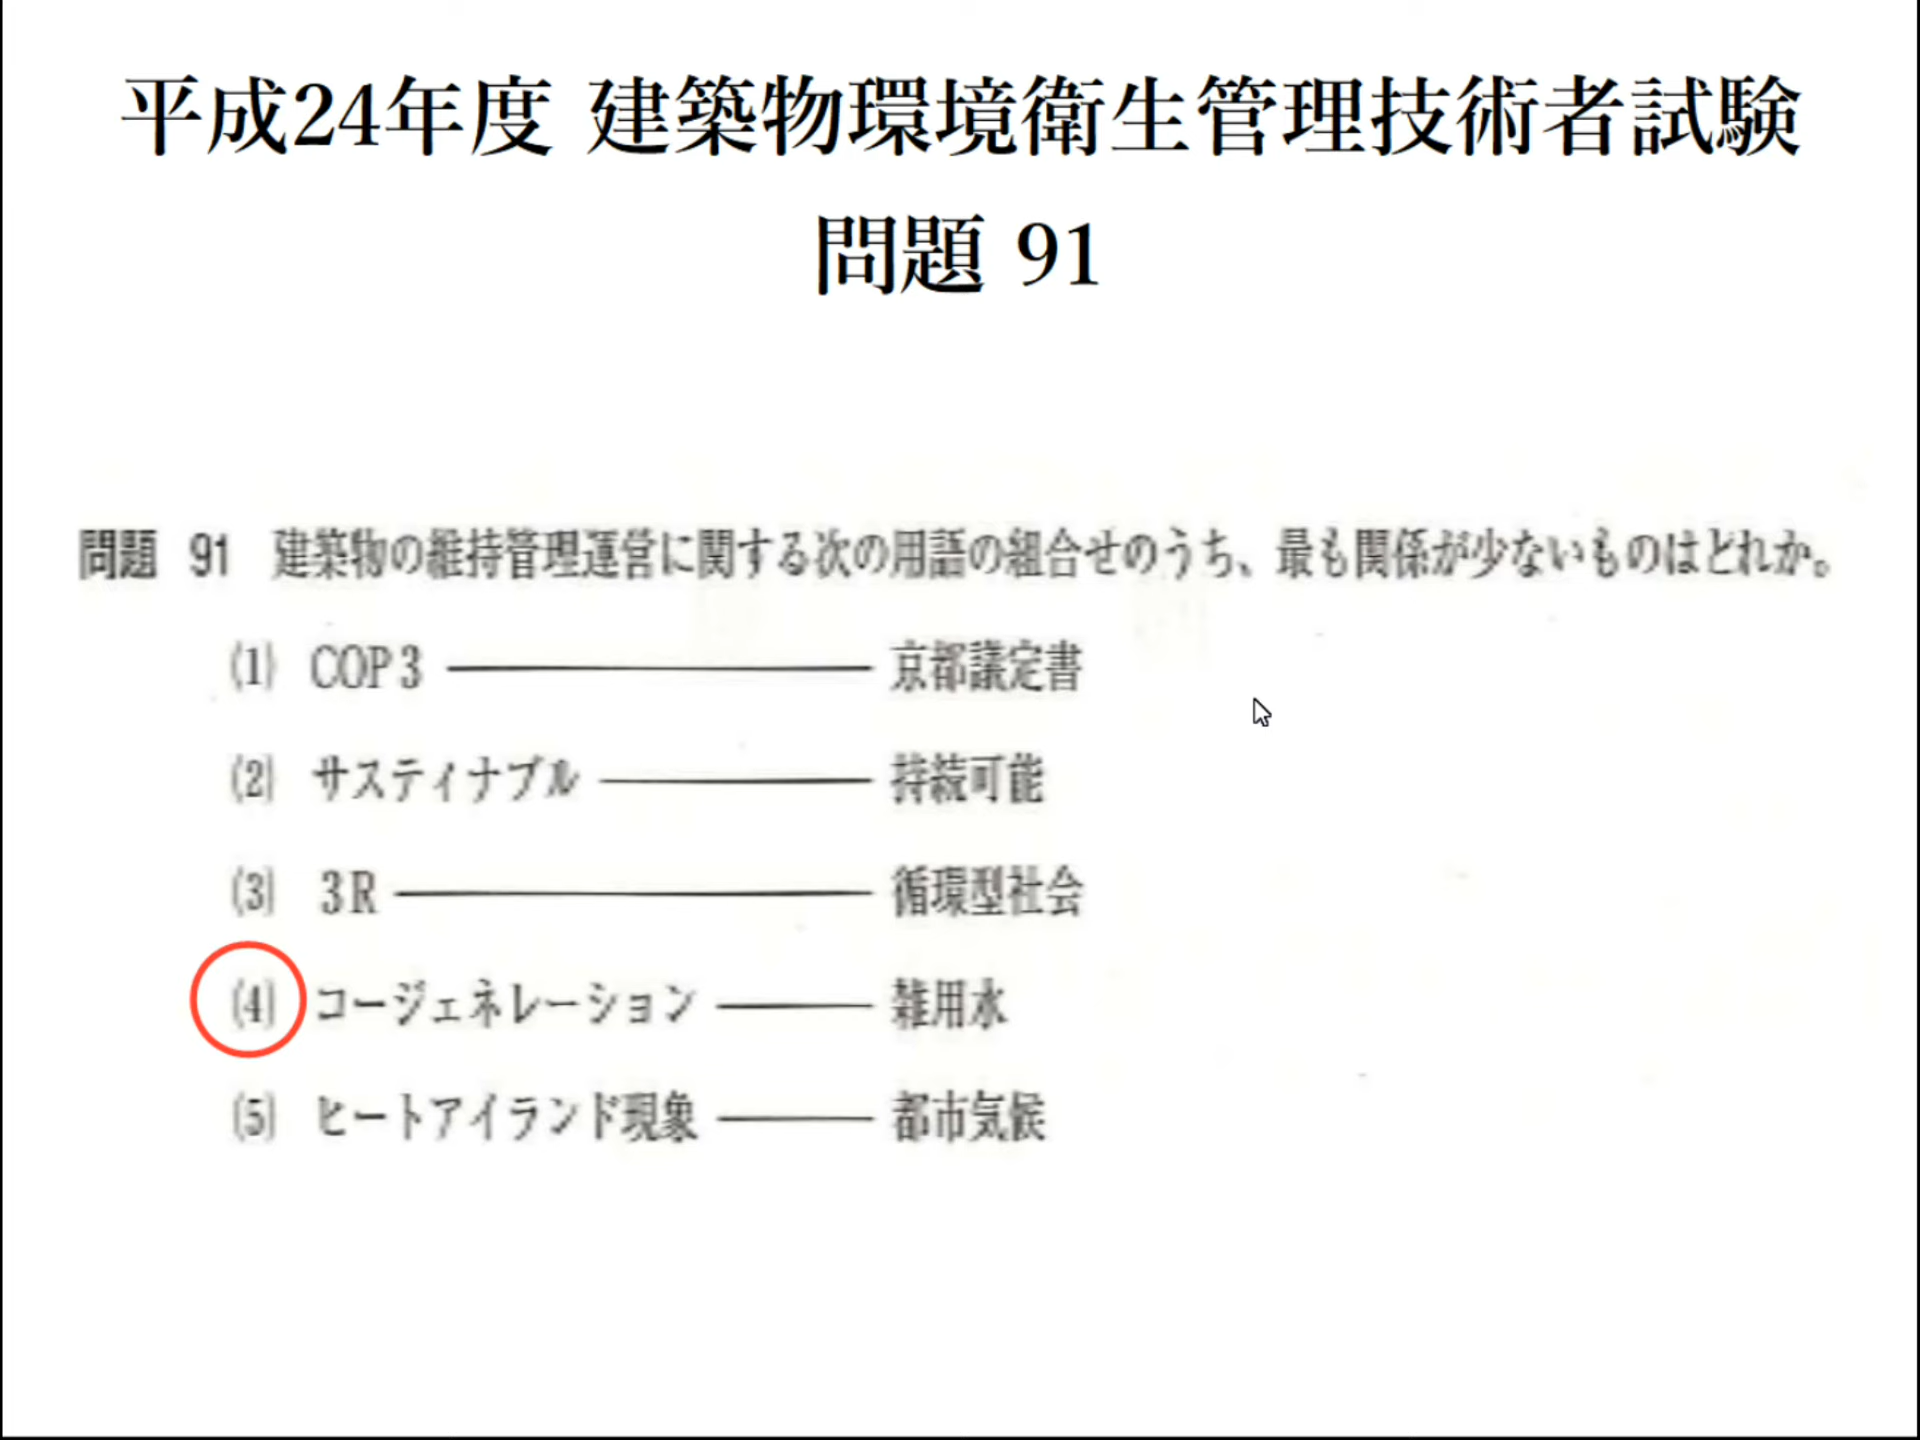 平成24年度 建築物環境衛生管理技術者試験
問題 91
問題 91 建築物の維持管理運営に関する次の用語の組合せのうち、最も関係が少ないものはどれか。
(1) COP3 ――――― 京都議定書
(2) サスティナブル ――――― 持続可能
(3) 3R ――――― 循環型社会
(4) コージェネレーション ――――― 雑用水
(5) ヒートアイランド現象 ――――― 都市気候